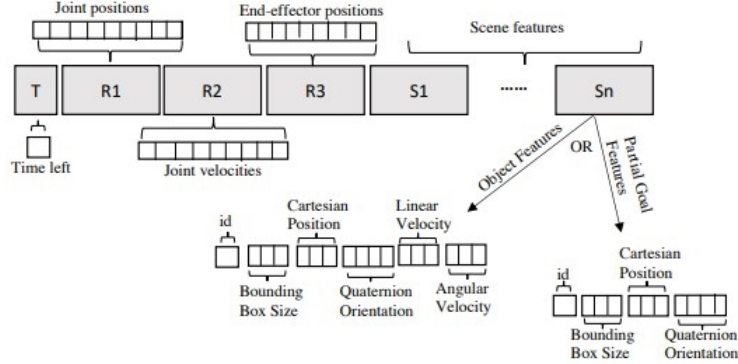 Joint positions
End-effector positions
Scene features
T
R1
R2
R3
S1
......
Sn
Time left
Joint velocities
Object Features
OR
Partial Goal
Features
id
Cartesian
Position
Linear
Velocity
Bounding
Box Size
Quaternion
Orientation
Angular
Velocity
id
Cartesian
Position
Bounding
Box Size
Quaternion
Orientation